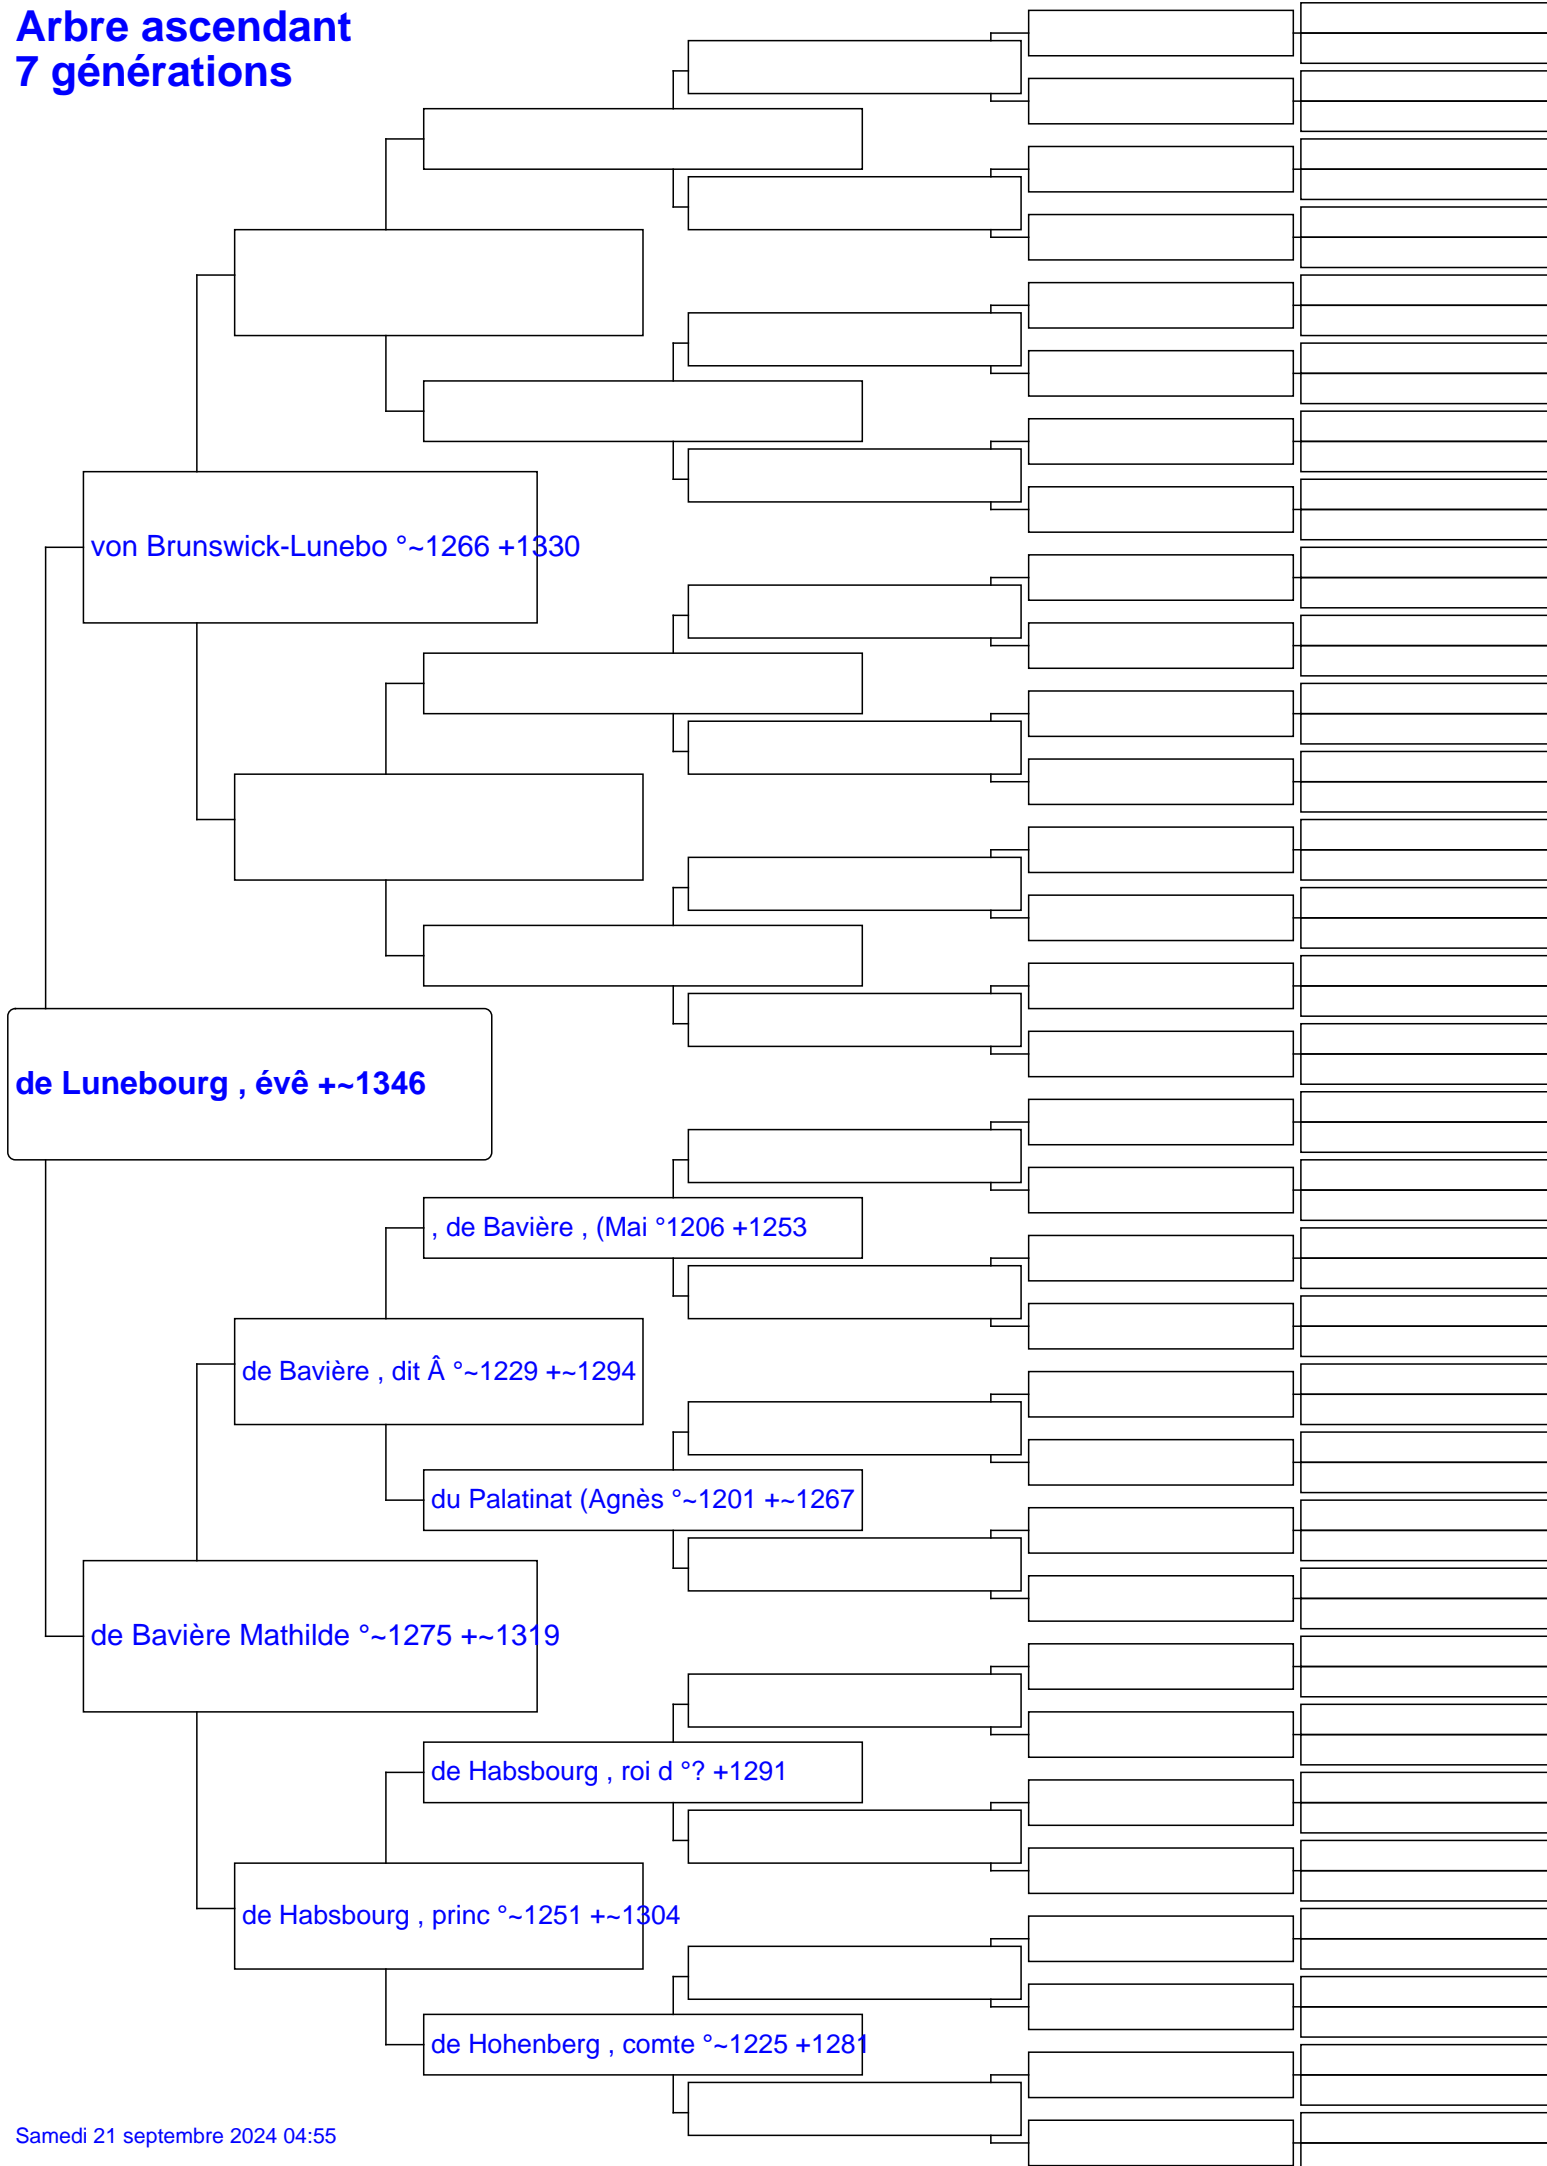 Arbre ascendant
7 générations
von Brunswick-Lunebo °~1266 +1330
de Lunebourg , évê +~1346
, de Bavière , (Mai °1206 +1253
de Bavière , dit Â °~1229 +~1294
du Palatinat (Agnès °~1201 +~1267
de Bavière Mathilde °~1275 +~1319
de Habsbourg , roi d °? +1291
de Habsbourg , princ °~1251 +~1304
de Hohenberg , comte °~1225 +1281
Samedi 21 septembre 2024 04:55